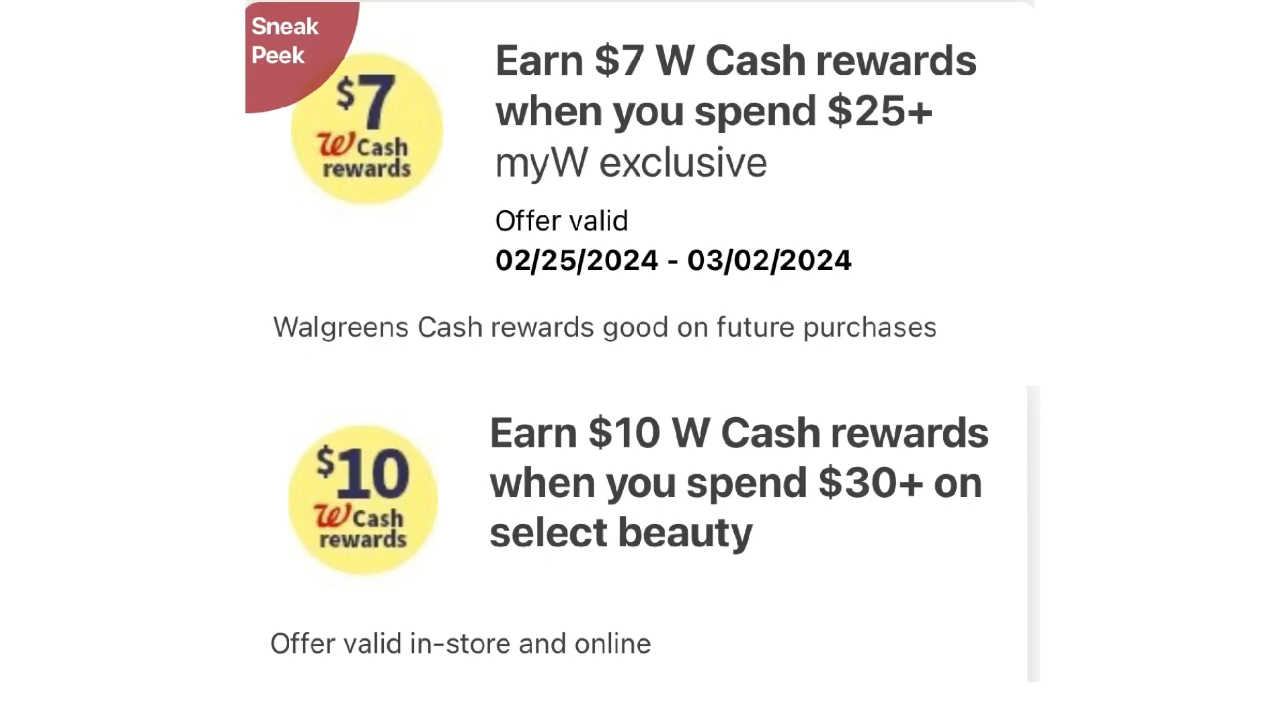 Sneak
Peek
$7
W Cash
rewards
Earn $7 W Cash rewards
when you spend $25+
myW exclusive
Offer valid
02/25/2024 - 03/02/2024
Walgreens Cash rewards good on future purchases
$10
W Cash
rewards
Earn $10 W Cash rewards
when you spend $30+ on
select beauty
Offer valid in-store and online